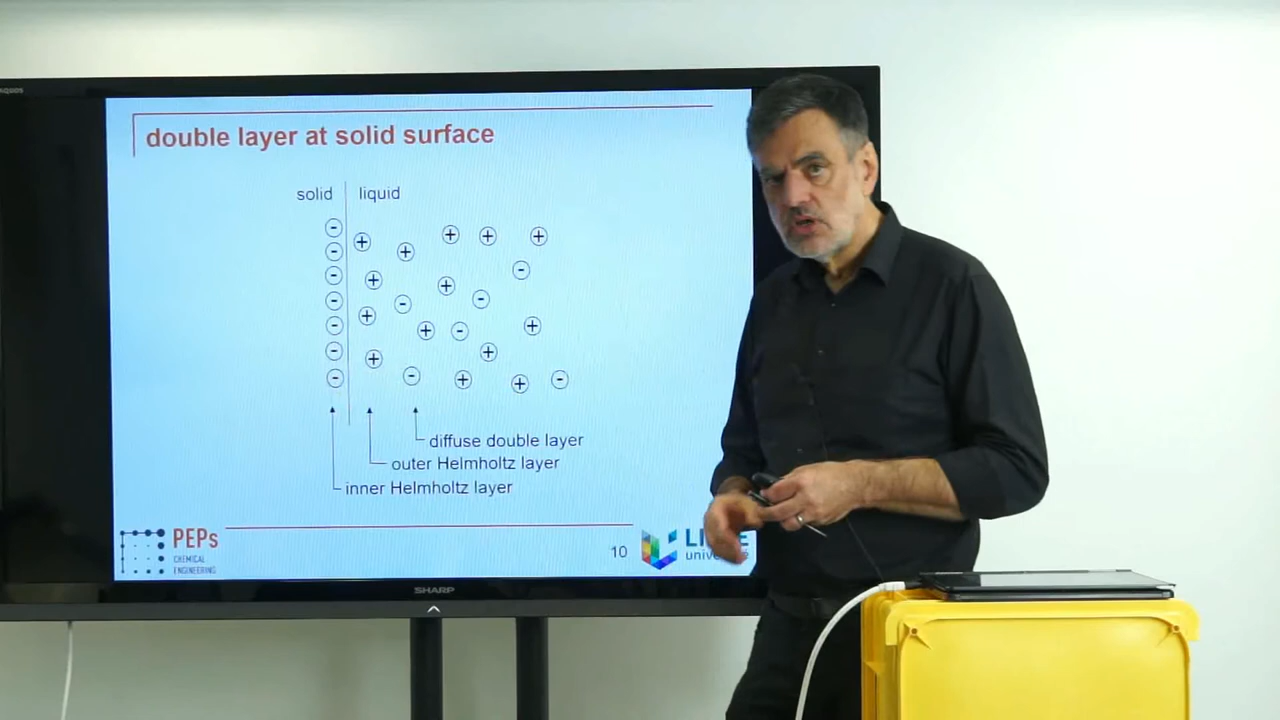 AQUOS
double layer at solid surface
solid
liquid
diffuse double layer
outer Helmholtz layer
inner Helmholtz layer
PEPs
CHEMICAL
ENGINEERING
10
SHARP